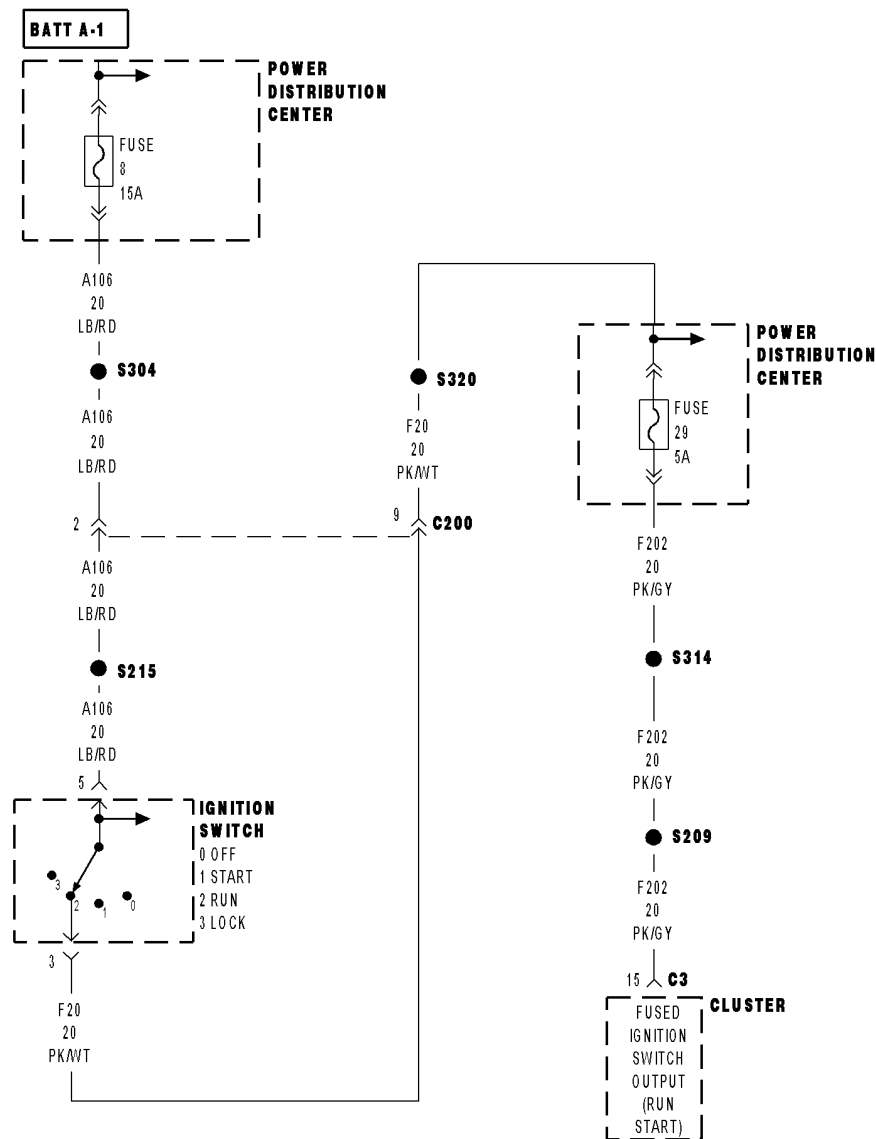 BATT A-1
POWER
DISTRIBUTION
CENTER
FUSE
8
15A
A106
20
LB/RD
S304
A106
20
LB/RD
2
A106
20
LB/RD
S215
A106
20
LB/RD
5
IGNITION
SWITCH
0 OFF
1 START
2 RUN
3 LOCK
3
2
1
0
3
F20
20
PK/WT
S320
F20
20
PK/WT
9
C200
POWER
DISTRIBUTION
CENTER
FUSE
29
5A
F202
20
PK/GY
S314
F202
20
PK/GY
S209
F202
20
PK/GY
15
C3
CLUSTER
FUSED
IGNITION
SWITCH
OUTPUT
(RUN
START)